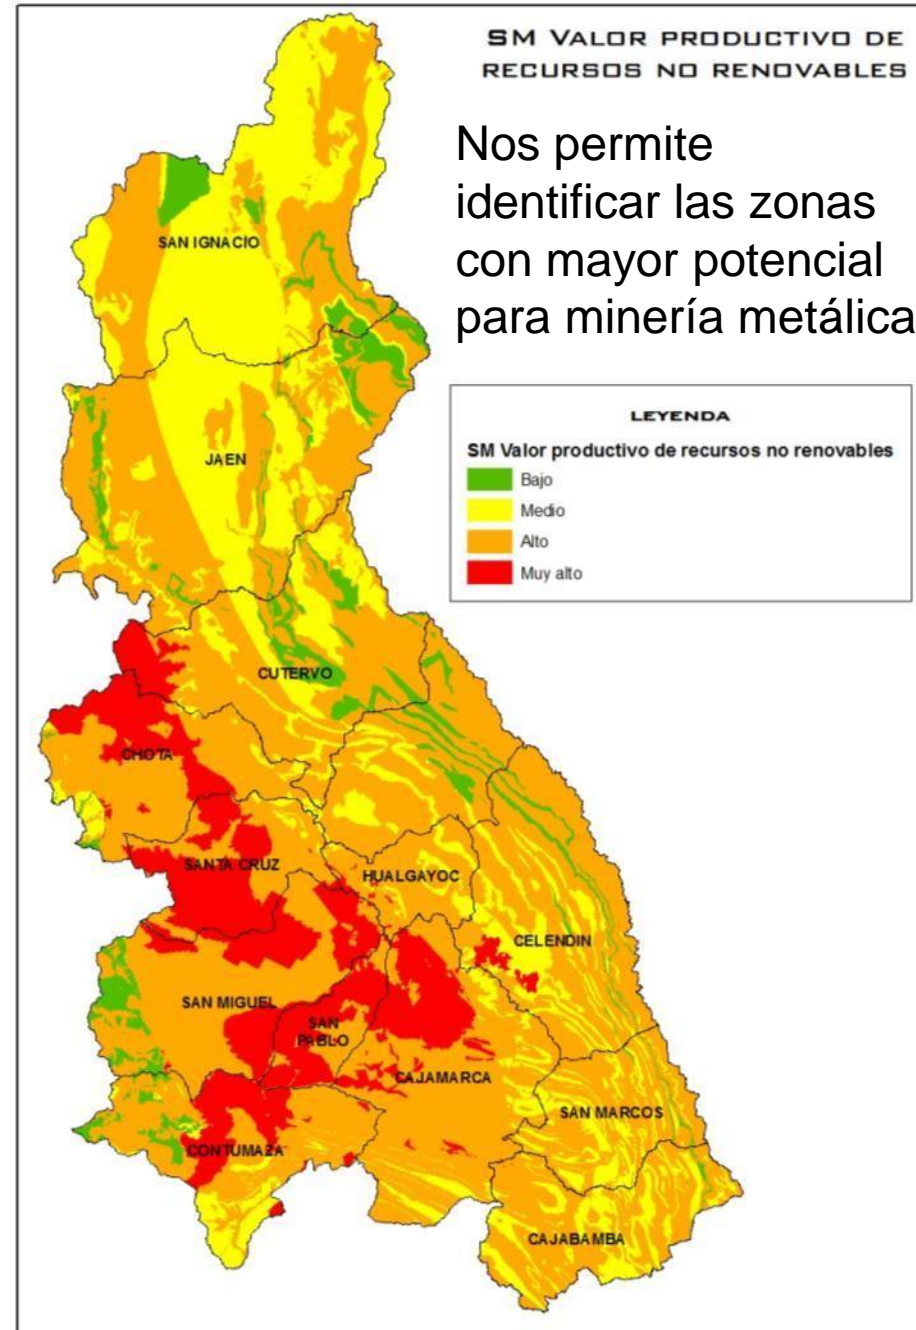 SM VALOR PRODUCTIVO DE
RECURSOS NO RENOVABLES
Nos permite
identificar las zonas
con mayor potencial
para minería metálica
LEYENDA
SM Valor productivo de recursos no renovables
Bajo
Medio
Alto
Muy alto
SAN IGNACIO
JAEN
CUTERVO
CHOTA
SANTA CRUZ
HUALGAYOC
CELENDIN
SAN MIGUEL
SAN
PABLO
CAJAMARCA
SAN MARCOS
CONTUMAZA
CAJABAMBA